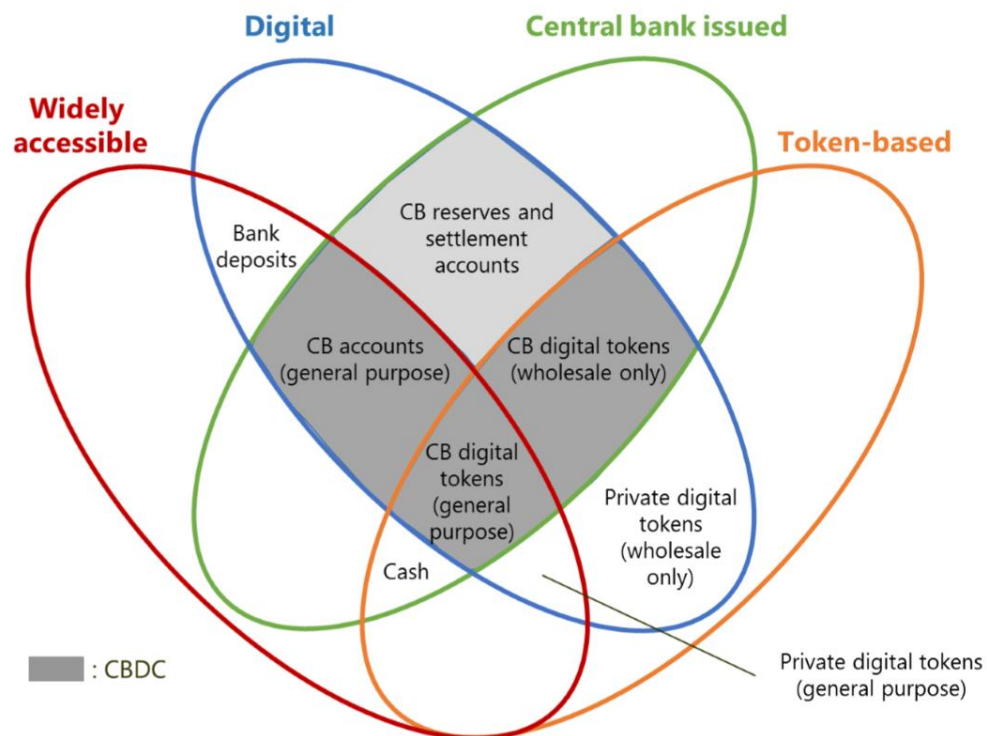 Digital
Central bank issued
Widely
accessible
Token-based
Bank
deposits
CB reserves and
settlement
accounts
CB accounts
(general purpose)
CB digital tokens
(wholesale only)
CB digital
tokens
(general
purpose)
Private digital
tokens
(wholesale
only)
Cash
Private digital tokens
(general purpose)
: CBDC